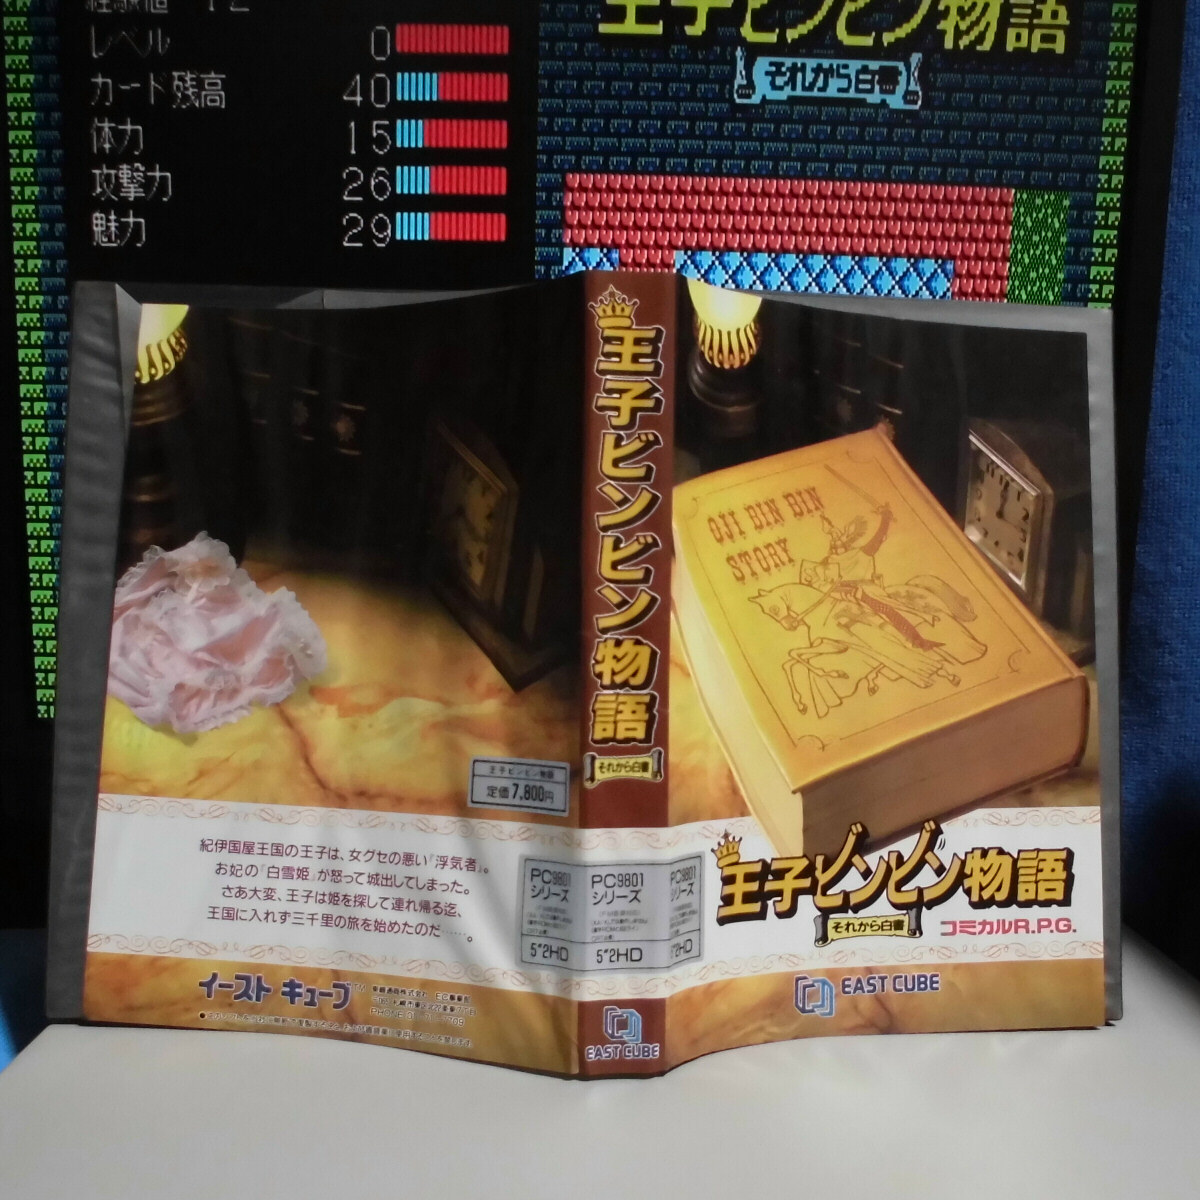 レベル 0
カード残高 40
体力 15
攻撃力 26
魅力 29
王子ビンビン物語
それから白書
王子ビンビン物語
定価7,800円
紀伊国屋王国の王子は、女グセの悪い『浮気者』。
お妃の『白雪姫』が怒って城出してしまった。
さあ大変、王子は姫を探して連れ帰る迄、
王国に入れず三千里の旅を始めたのだ……。
イースト キューブ
PC9801
シリーズ
5"2HD
王子ビンビン物語
それから白書
PC9801
シリーズ
5"2HD
EAST CUBE
OJI BIN BIN
STORY
PC9801
シリーズ
2HD
王子ビンビン物語
それから白書
コミカルR.P.G.
EAST CUBE